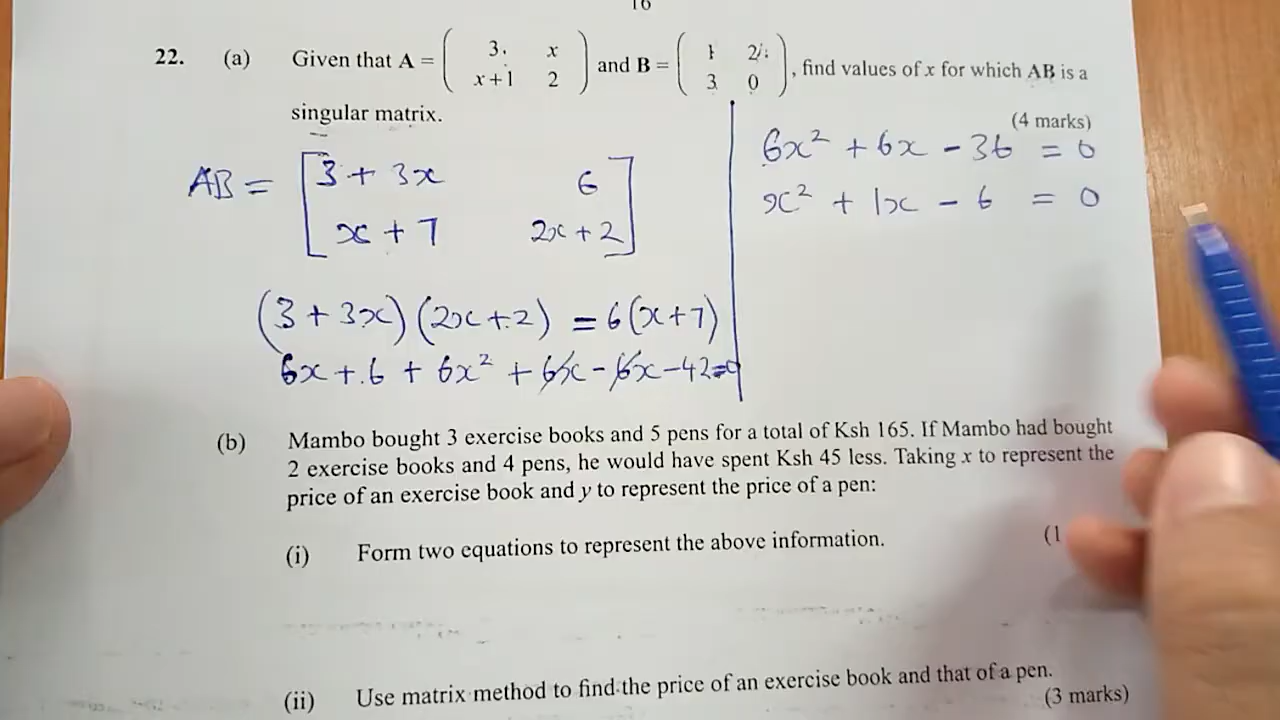 16
22. (a) Given that A = ( 3 x ; x+1 2 ) and B = ( 1 2 ; 3 0 ), find values of x for which AB is a
singular matrix.
(4 marks)
AB = [ 3 + 3x 6 ; x + 7 2x + 2 ]
(3 + 3x)(2x + 2) = 6(x+7)
6x + 6 + 6x² + 6x - 6x - 42 = 0
6x² + 6x - 36 = 0
x² + 1x - 6 = 0
(b) Mambo bought 3 exercise books and 5 pens for a total of Ksh 165. If Mambo had bought
2 exercise books and 4 pens, he would have spent Ksh 45 less. Taking x to represent the
price of an exercise book and y to represent the price of a pen:
(i) Form two equations to represent the above information. (1
(ii) Use matrix method to find the price of an exercise book and that of a pen.
(3 marks)